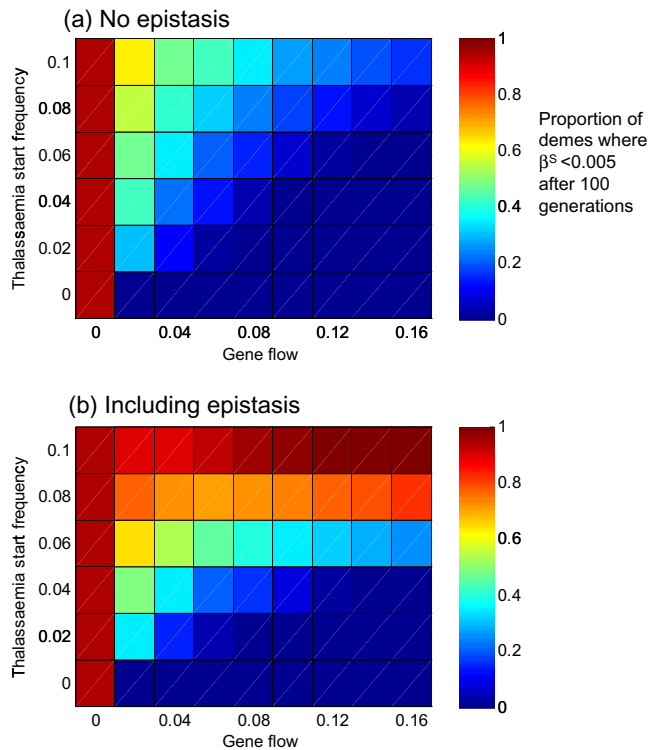 (a) No epistasis
Thalassaemia start frequency
0.1
0.08
0.06
0.04
0.02
0
0 0.04 0.08 0.12 0.16
Gene flow
1
0.8
0.6
0.4
0.2
0
Proportion of
demes where
βˢ <0.005
after 100
generations
(b) Including epistasis
Thalassaemia start frequency
0.1
0.08
0.06
0.04
0.02
0
0 0.04 0.08 0.12 0.16
Gene flow
1
0.8
0.6
0.4
0.2
0